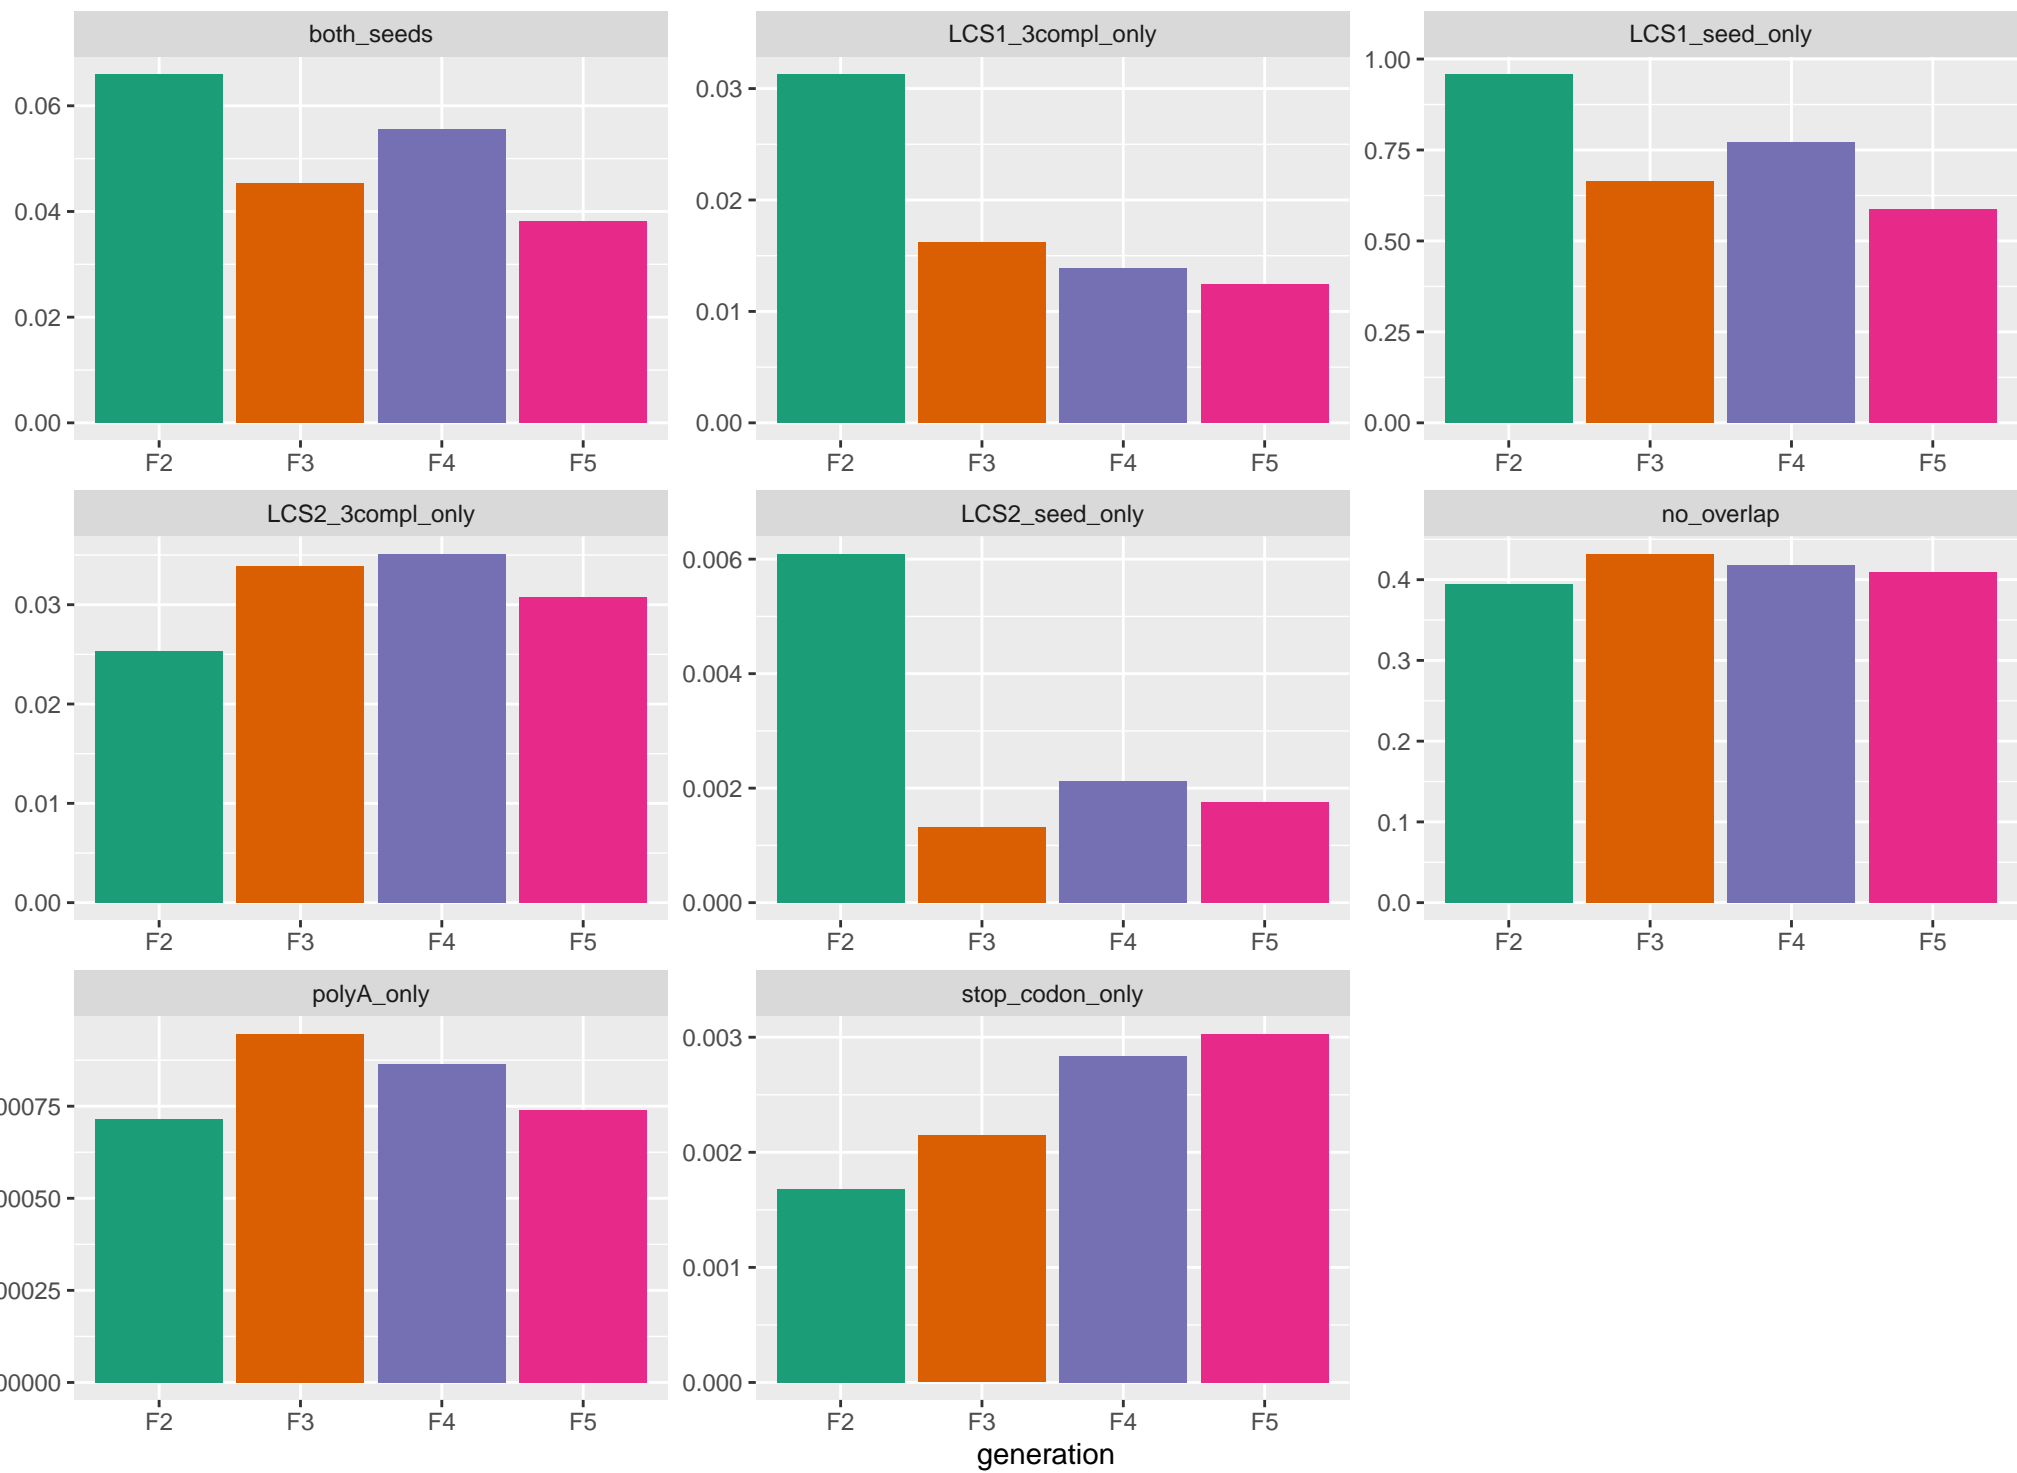 both_seeds LCS1_3compl_only LCS1_seed_only
0.06
0.04
0.02
0.00
F2 F3 F4 F5
0.03
0.02
0.01
0.00
F2 F3 F4 F5
1.00
0.75
0.50
0.25
0.00
F2 F3 F4 F5
LCS2_3compl_only LCS2_seed_only no_overlap
0.03
0.02
0.01
0.00
F2 F3 F4 F5
0.006
0.004
0.002
0.000
F2 F3 F4 F5
0.4
0.3
0.2
0.1
0.0
F2 F3 F4 F5
polyA_only stop_codon_only
00075
00050
00025
00000
F2 F3 F4 F5
0.003
0.002
0.001
0.000
F2 F3 F4 F5
generation